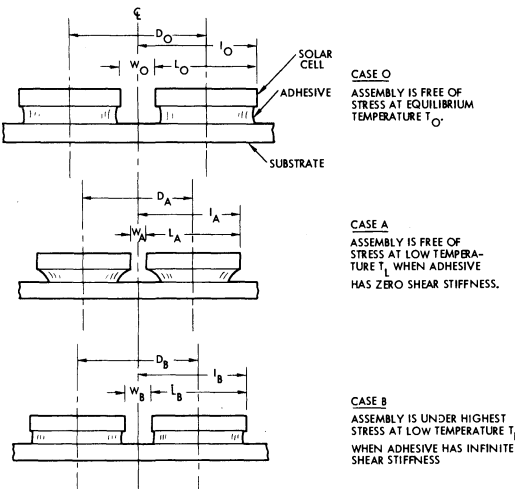 ℄
D_O
l_O
W_O
L_O
SOLAR
CELL
ADHESIVE
SUBSTRATE
CASE O
ASSEMBLY IS FREE OF
STRESS AT EQUILIBRIUM
TEMPERATURE T_O.
D_A
l_A
W_A
L_A
CASE A
ASSEMBLY IS FREE OF
STRESS AT LOW TEMPERA-
TURE T_L WHEN ADHESIVE
HAS ZERO SHEAR STIFFNESS.
D_B
l_B
W_B
L_B
CASE B
ASSEMBLY IS UNDER HIGHEST
STRESS AT LOW TEMPERATURE T
WHEN ADHESIVE HAS INFINITE
SHEAR STIFFNESS